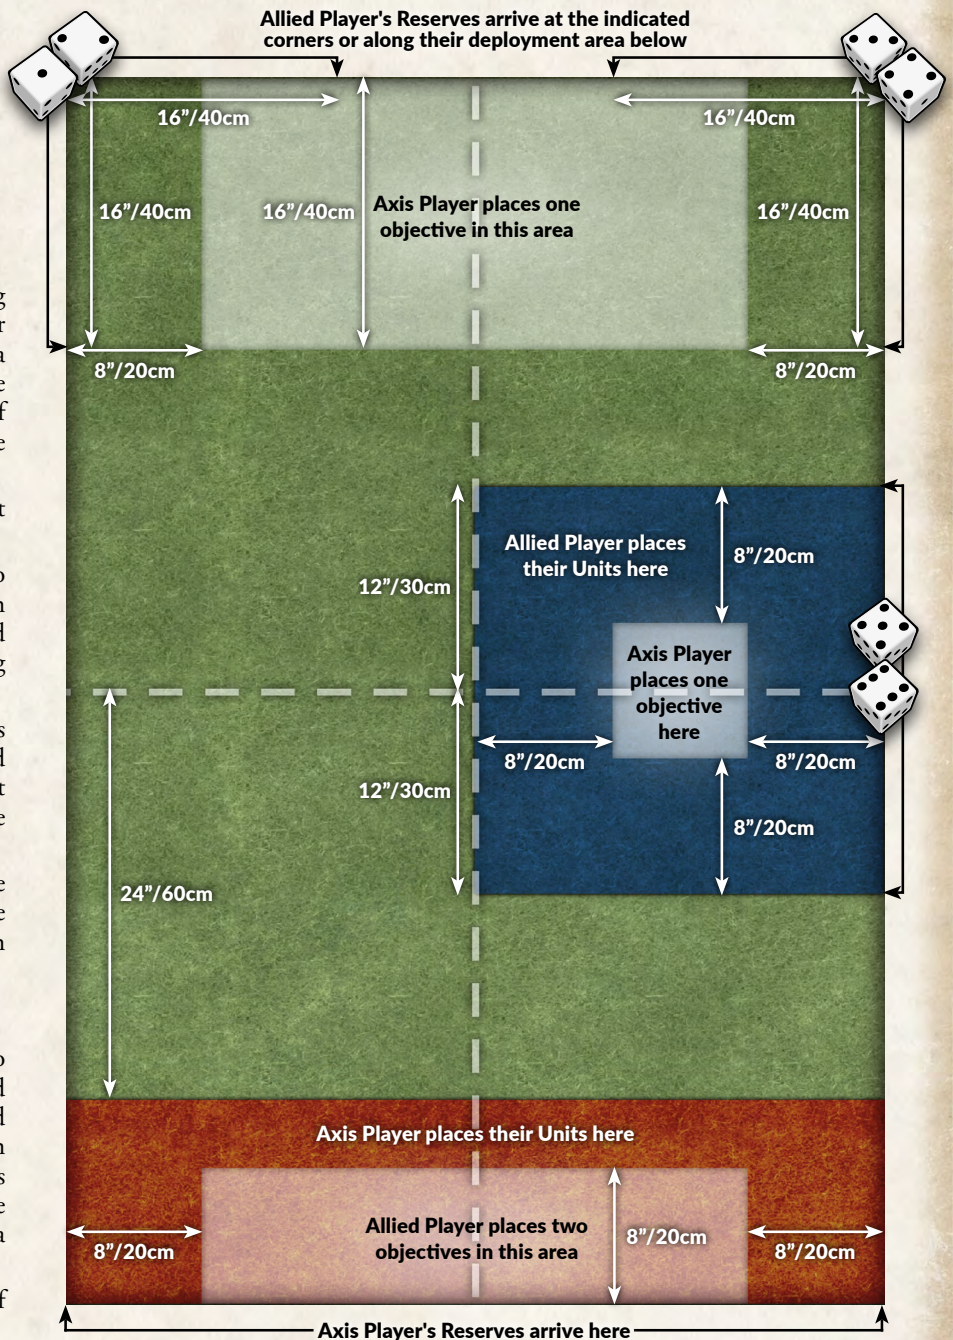 Allied Player's Reserves arrive at the indicated
corners or along their deployment area below
16”/40cm
16”/40cm
16”/40cm
16”/40cm
Axis Player places one
objective in this area
16”/40cm
8”/20cm
8”/20cm
Allied Player places
their Units here
8”/20cm
12”/30cm
Axis Player
places one
objective
here
8”/20cm
8”/20cm
12”/30cm
8”/20cm
24”/60cm
Axis Player places their Units here
Allied Player places two
objectives in this area
8”/20cm
8”/20cm
8”/20cm
Axis Player's Reserves arrive here